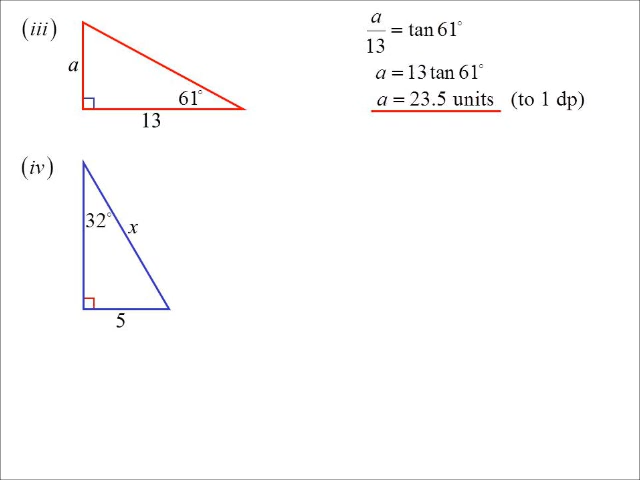 (iii)
a
61°
13
a/13 = tan 61°
a = 13 tan 61°
a = 23.5 units (to 1 dp)
(iv)
32°
x
5